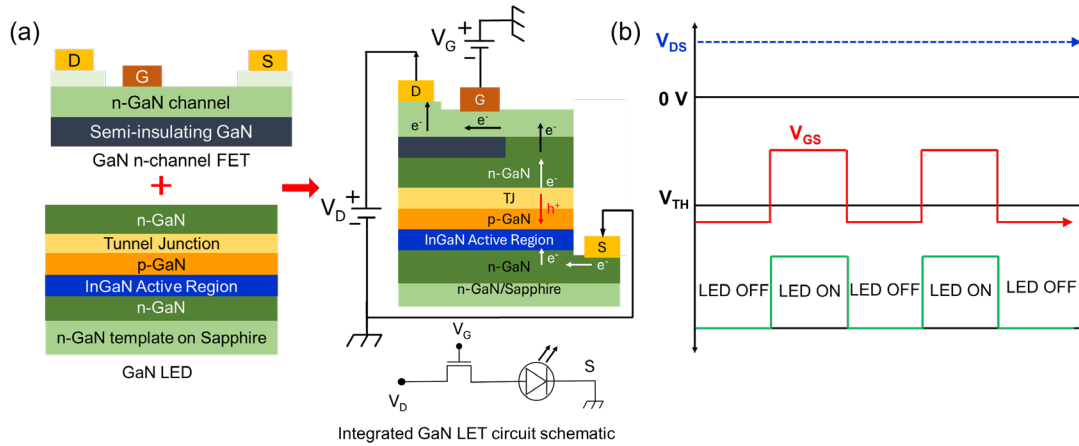 (a)
D
G
S
n-GaN channel
Semi-insulating GaN
GaN n-channel FET
+
n-GaN
Tunnel Junction
p-GaN
InGaN Active Region
n-GaN
n-GaN template on Sapphire
GaN LED
V_G
+
−
D
G
e⁻
e⁻
e⁻
n-GaN
e⁻
TJ
h⁺
p-GaN
InGaN Active Region
S
n-GaN
e⁻
e⁻
n-GaN/Sapphire
V_D
+
−
V_G
V_D
S
Integrated GaN LET circuit schematic
(b)
V_DS
0 V
V_GS
V_TH
LED OFF
LED ON
LED OFF
LED ON
LED OFF